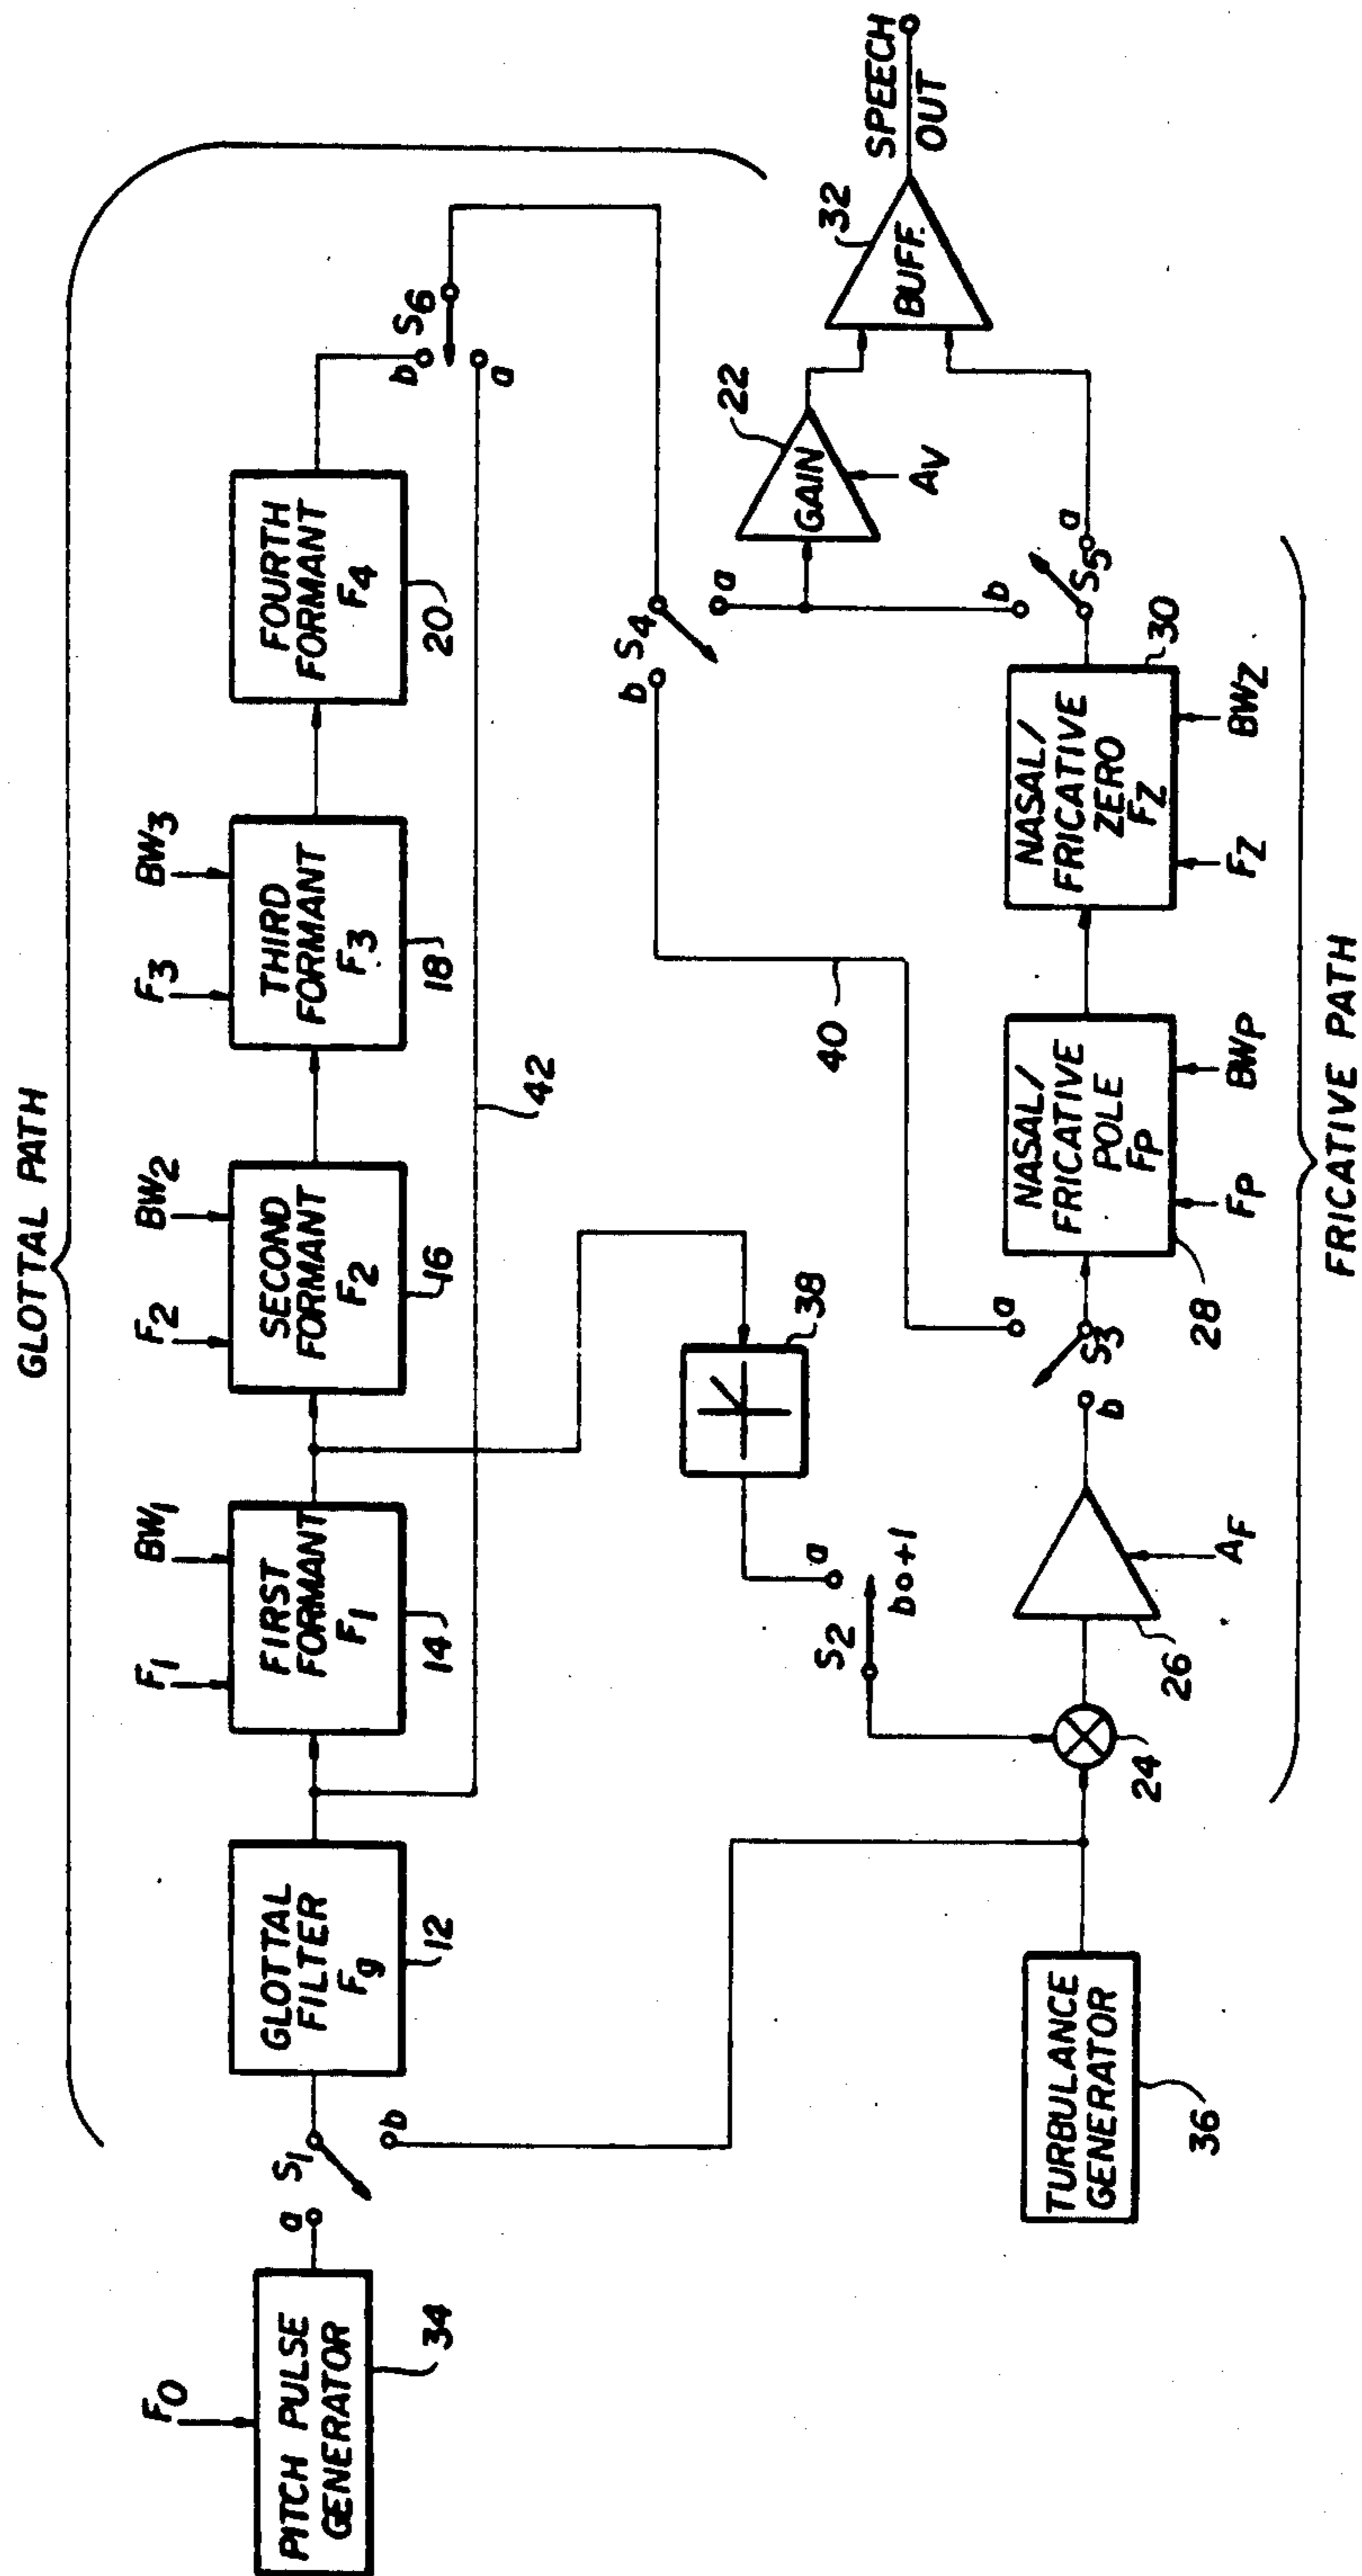 GLOTTAL PATH
F0
PITCH PULSE
GENERATOR
34
a
S1
b
GLOTTAL
FILTER
Fg
12
F1
BW1
FIRST
FORMANT
F1
14
F2
BW2
SECOND
FORMANT
F2
16
F3
BW3
THIRD
FORMANT
F3
18
FOURTH
FORMANT
F4
20
b
S6
a
42
38
a
S2
b
+1
40
b
S4
a
22
GAIN
AV
32
BUFF.
SPEECH
OUT
TURBULANCE
GENERATOR
36
24
26
AF
b
S3
a
NASAL/
FRICATIVE
POLE
FP
28
FP
BWP
NASAL/
FRICATIVE
ZERO
FZ
30
FZ
BWZ
b
S5
a
FRICATIVE PATH